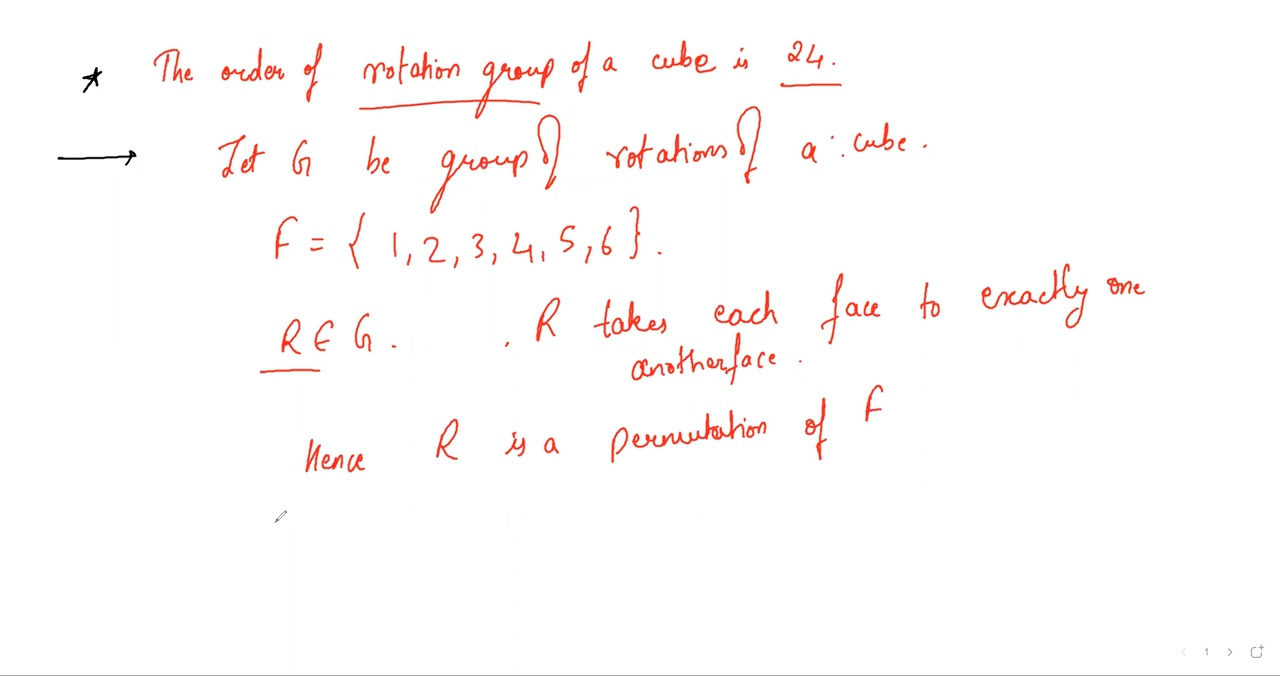 * The order of rotation group of a cube is 24.
→ Let G be group of rotations of a cube.
F = { 1, 2, 3, 4, 5, 6 }.
R ∈ G. . R takes each face to exactly one
another face.
Hence R is a permutation of F
1